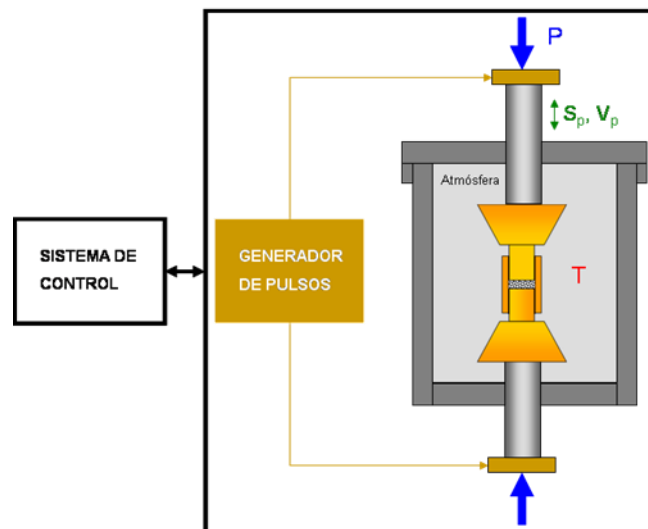 P
Sp, Vp
Atmósfera
SISTEMA DE
CONTROL
GENERADOR
DE PULSOS
T